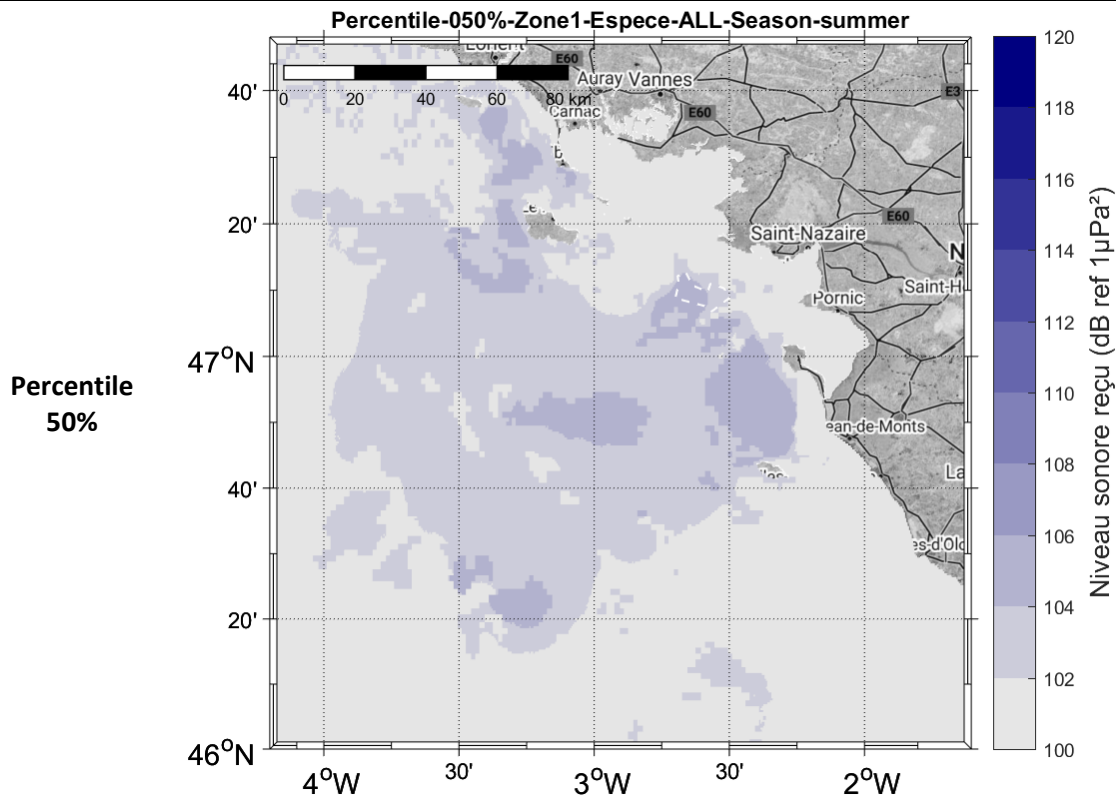 Percentile-050%-Zone1-Espece-ALL-Season-summer
Percentile
50%
Lorient
E60
Auray Vannes
0 20 40 60 80 km
Carnac
E60
E3
E60
Saint-Nazaire
N
Saint-H
Pornic
ean-de-Monts
La
es-d'Olo
40'
20'
47°N
40'
20'
46°N
4°W
30'
3°W
30'
2°W
120
118
116
114
112
110
108
106
104
102
100
Niveau sonore reçu (dB ref 1µPa²)